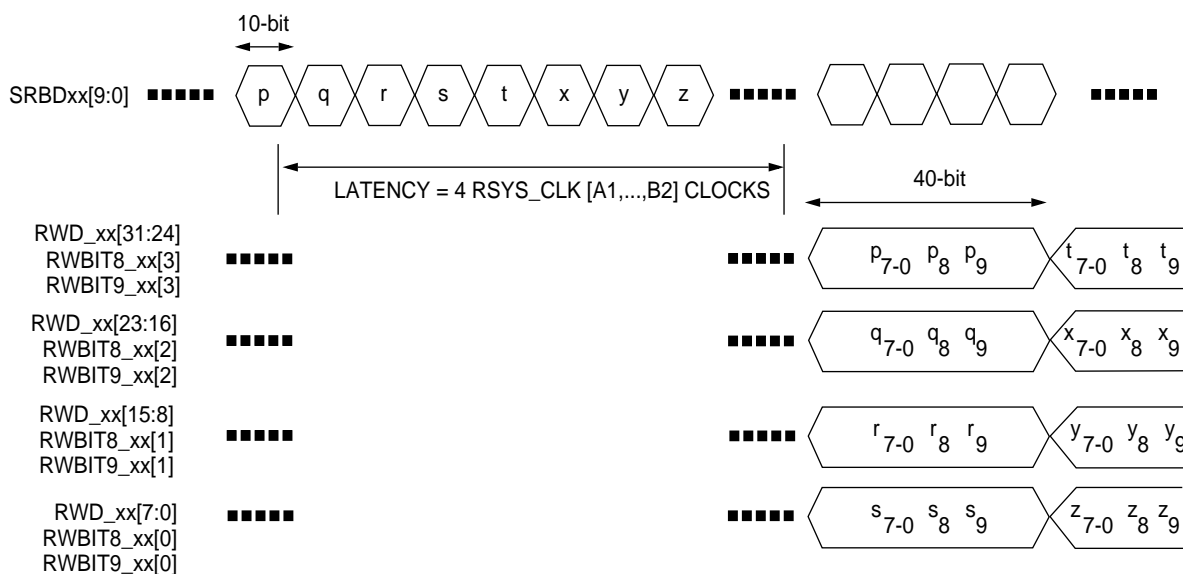 10-bit
SRBDxx[9:0] p q r s t x y z
LATENCY = 4 RSYS_CLK [A1,...,B2] CLOCKS
40-bit
RWD_xx[31:24]
RWBIT8_xx[3]
RWBIT9_xx[3]
p7-0 p8 p9 t7-0 t8 t9
RWD_xx[23:16]
RWBIT8_xx[2]
RWBIT9_xx[2]
q7-0 q8 q9 x7-0 x8 x9
RWD_xx[15:8]
RWBIT8_xx[1]
RWBIT9_xx[1]
r7-0 r8 r9 y7-0 y8 y9
RWD_xx[7:0]
RWBIT8_xx[0]
RWBIT9_xx[0]
s7-0 s8 s9 z7-0 z8 z9